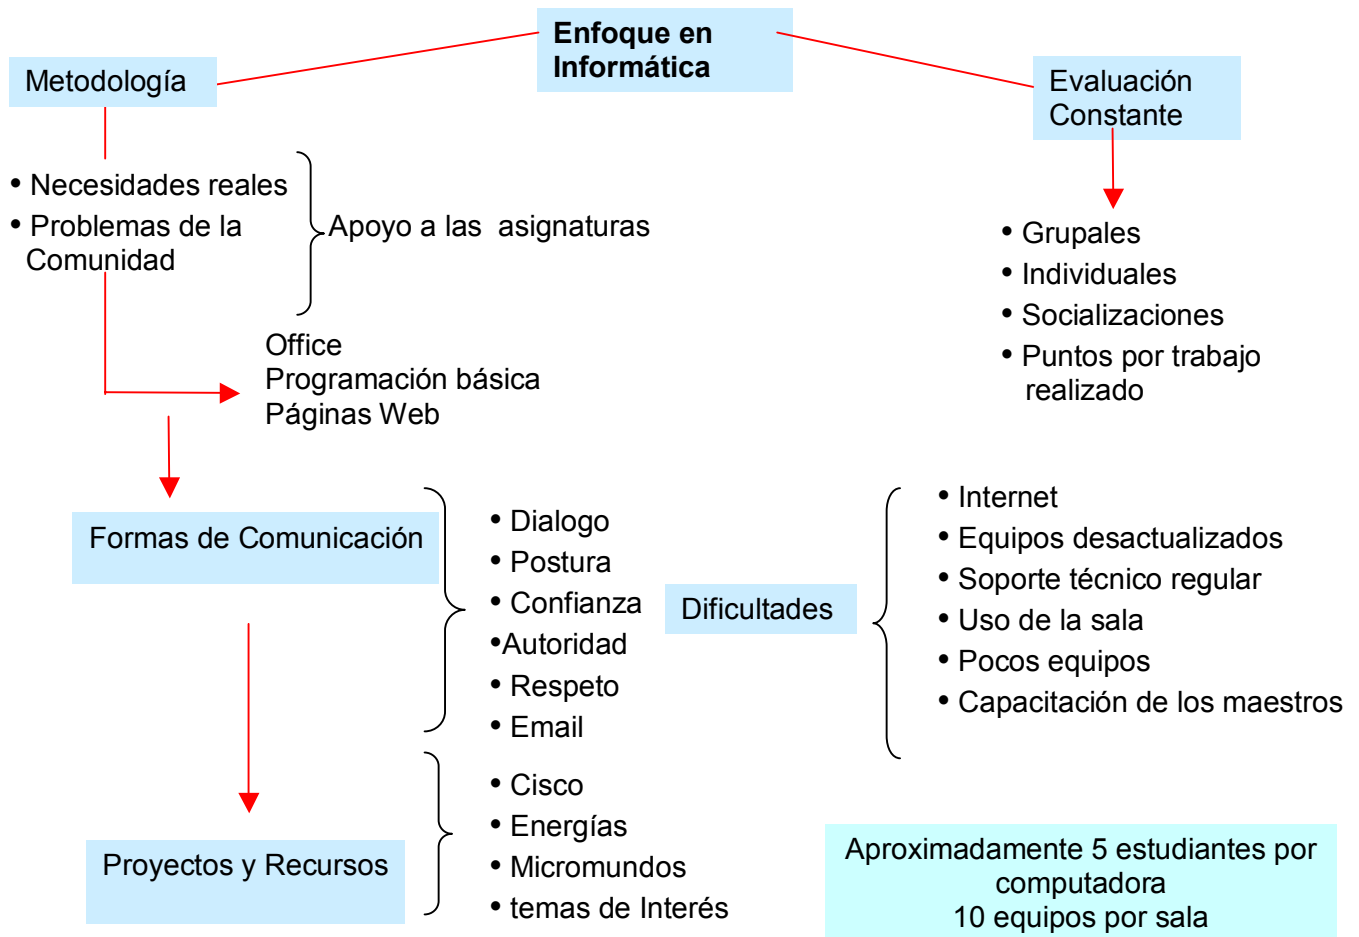 Enfoque en
Informática
Metodología
Evaluación
Constante
• Necesidades reales
• Problemas de la
Comunidad
Apoyo a las asignaturas
Office
Programación básica
Páginas Web
• Grupales
• Individuales
• Socializaciones
• Puntos por trabajo
realizado
Formas de Comunicación
• Dialogo
• Postura
• Confianza
•Autoridad
• Respeto
• Email
Dificultades
• Internet
• Equipos desactualizados
• Soporte técnico regular
• Uso de la sala
• Pocos equipos
• Capacitación de los maestros
Proyectos y Recursos
• Cisco
• Energías
• Micromundos
• temas de Interés
Aproximadamente 5 estudiantes por
computadora
10 equipos por sala